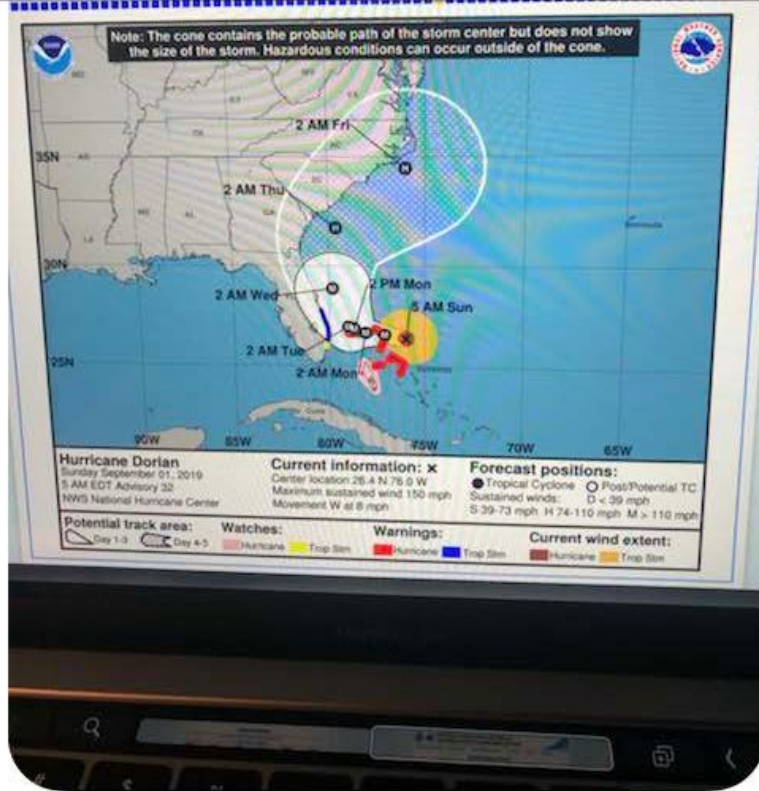 Note: The cone contains the probable path of the storm center but does not show
the size of the storm. Hazardous conditions can occur outside of the cone.
2 AM Fri
35N
2 AM Thu
30N
2 PM Mon
2 AM Wed
5 AM Sun
2 AM Tue
25N
2 AM Mon
Bermuda
Cuba
90W 85W 80W 75W 70W 65W
Hurricane Dorian
Sunday September 01, 2019
5 AM EDT Advisory 32
NWS National Hurricane Center
Current information: x
Center location 26.4 N 76.0 W
Maximum sustained wind 150 mph
Movement W at 8 mph
Forecast positions:
Tropical Cyclone Post/Potential TC
Sustained winds: D < 39 mph
S 39-73 mph H 74-110 mph M > 110 mph
Potential track area:
Day 1-3 Day 4-5
Watches:
Hurricane Trop Stm
Warnings:
Hurricane Trop Stm
Current wind extent:
Hurricane Trop Stm